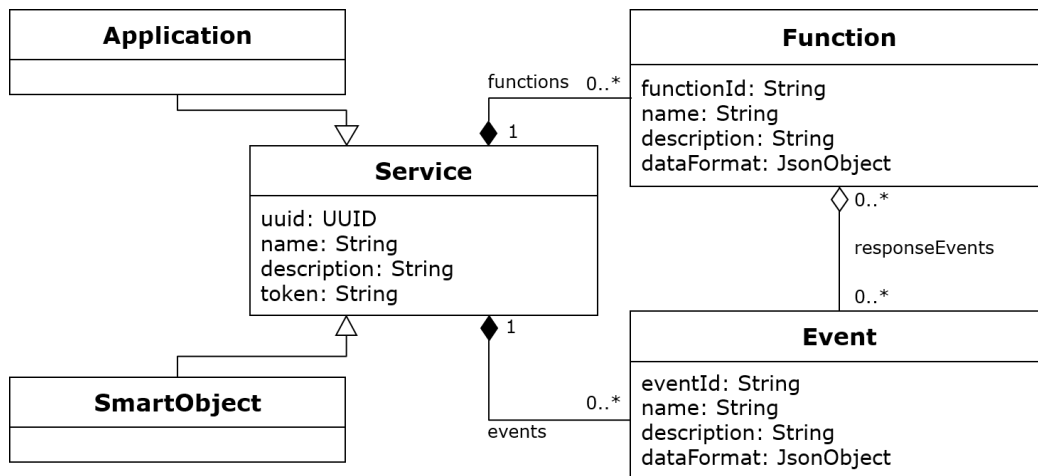 Application
Function
functionId: String
name: String
description: String
dataFormat: JsonObject
functions
0..*
1
Service
uuid: UUID
name: String
description: String
token: String
0..*
responseEvents
0..*
1
Event
eventId: String
name: String
description: String
dataFormat: JsonObject
0..*
events
SmartObject